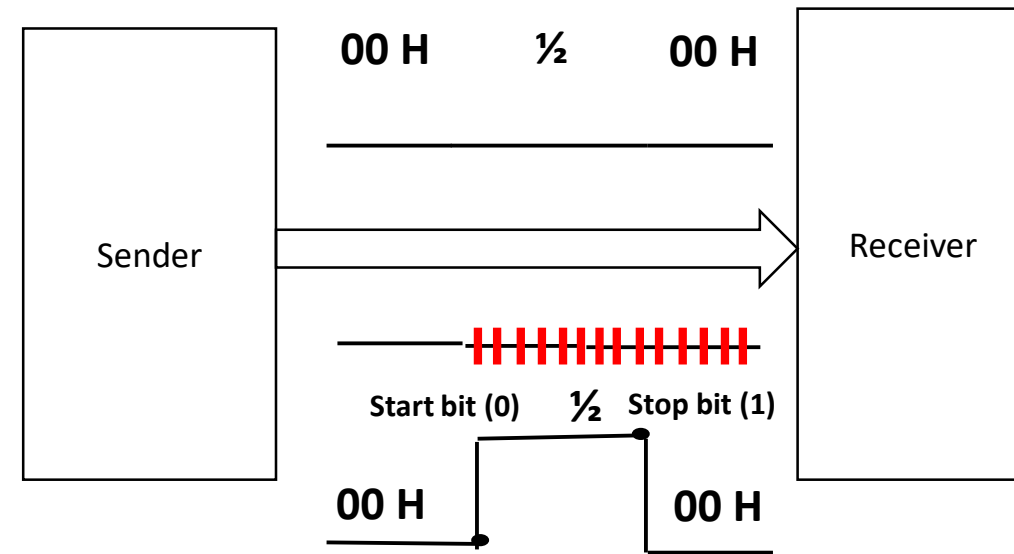 00 H ½ 00 H
Sender
Receiver
Start bit (0) ½ Stop bit (1)
00 H 00 H